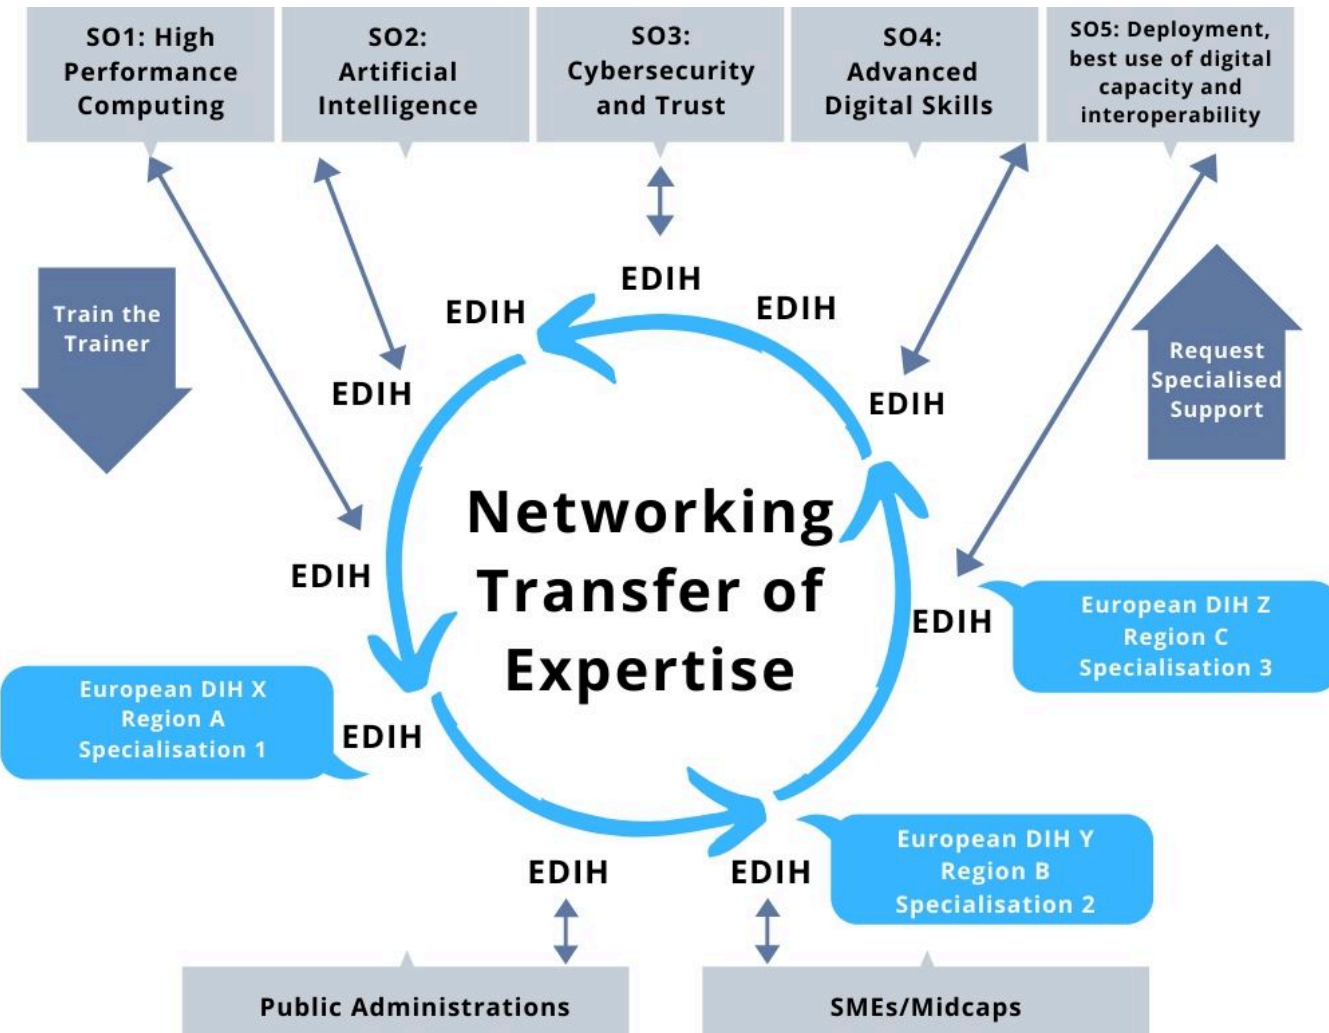 SO1: High
Performance
Computing
SO2:
Artificial
Intelligence
SO3:
Cybersecurity
and Trust
SO4:
Advanced
Digital Skills
SO5: Deployment,
best use of digital
capacity and
interoperability
Train the
Trainer
Request
Specialised
Support
EDIH
EDIH
EDIH
EDIH
EDIH
EDIH
EDIH
EDIH
EDIH
EDIH
Networking
Transfer of
Expertise
European DIH X
Region A
Specialisation 1
European DIH Z
Region C
Specialisation 3
European DIH Y
Region B
Specialisation 2
Public Administrations
SMEs/Midcaps